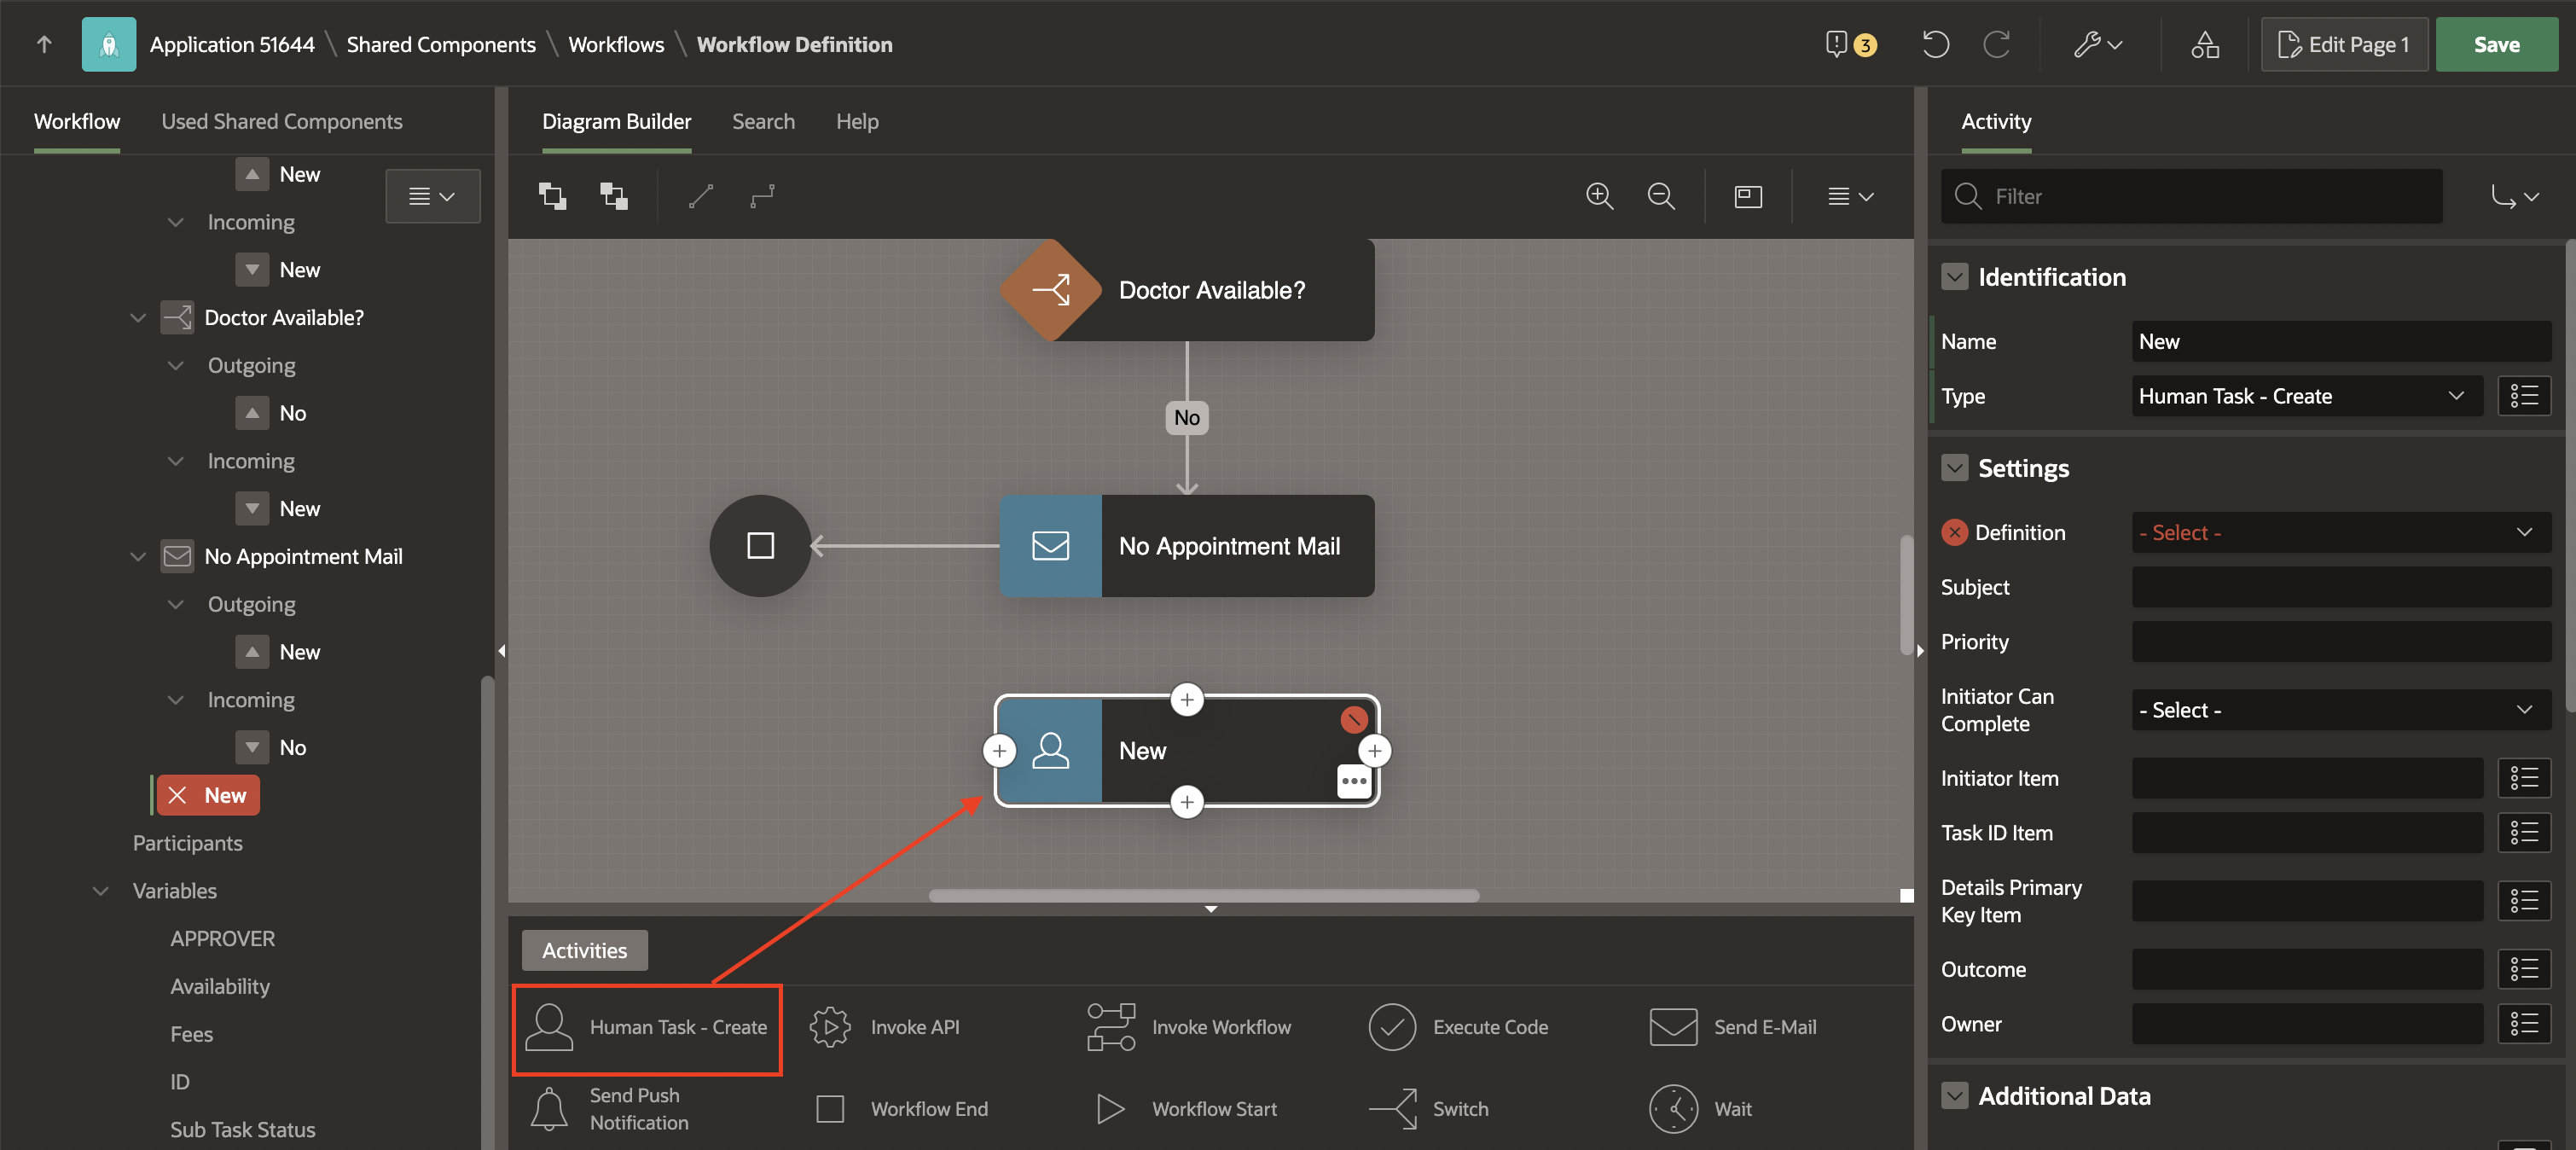 Application 51644 \ Shared Components \ Workflows \ Workflow Definition
3
Edit Page 1
Save
Workflow
Used Shared Components
New
Incoming
New
Doctor Available?
Outgoing
No
Incoming
New
No Appointment Mail
Outgoing
New
Incoming
No
New
Participants
Variables
APPROVER
Availability
Fees
ID
Sub Task Status
Diagram Builder
Search
Help
Doctor Available?
No
No Appointment Mail
New
Activities
Human Task - Create
Invoke API
Invoke Workflow
Execute Code
Send E-Mail
Send Push
Notification
Workflow End
Workflow Start
Switch
Wait
Activity
Filter
Identification
Name
New
Type
Human Task - Create
Settings
Definition
- Select -
Subject
Priority
Initiator Can
Complete
- Select -
Initiator Item
Task ID Item
Details Primary
Key Item
Outcome
Owner
Additional Data